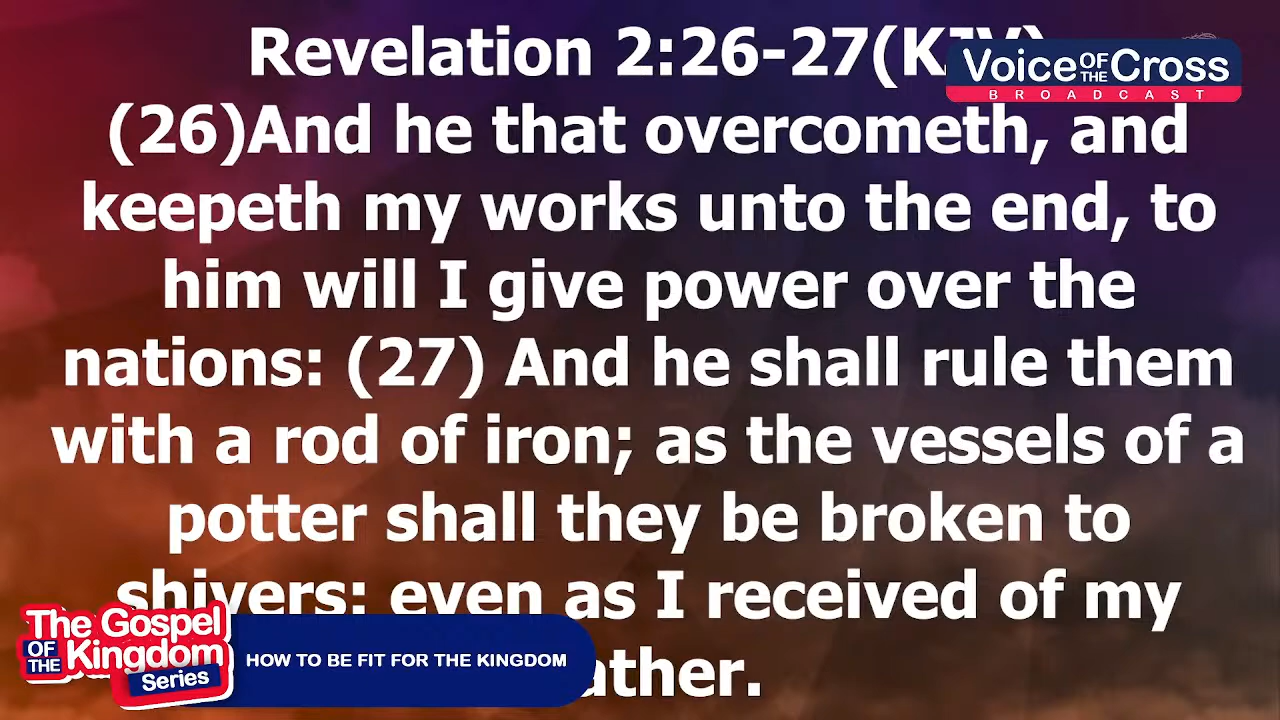 Revelation 2:26-27(KJV)
Voice OF THE Cross
BROADCAST
(26)And he that overcometh, and
keepeth my works unto the end, to
him will I give power over the
nations: (27) And he shall rule them
with a rod of iron; as the vessels of a
potter shall they be broken to
shivers: even as I received of my
ather.
The Gospel
OF THE Kingdom
Series
HOW TO BE FIT FOR THE KINGDOM